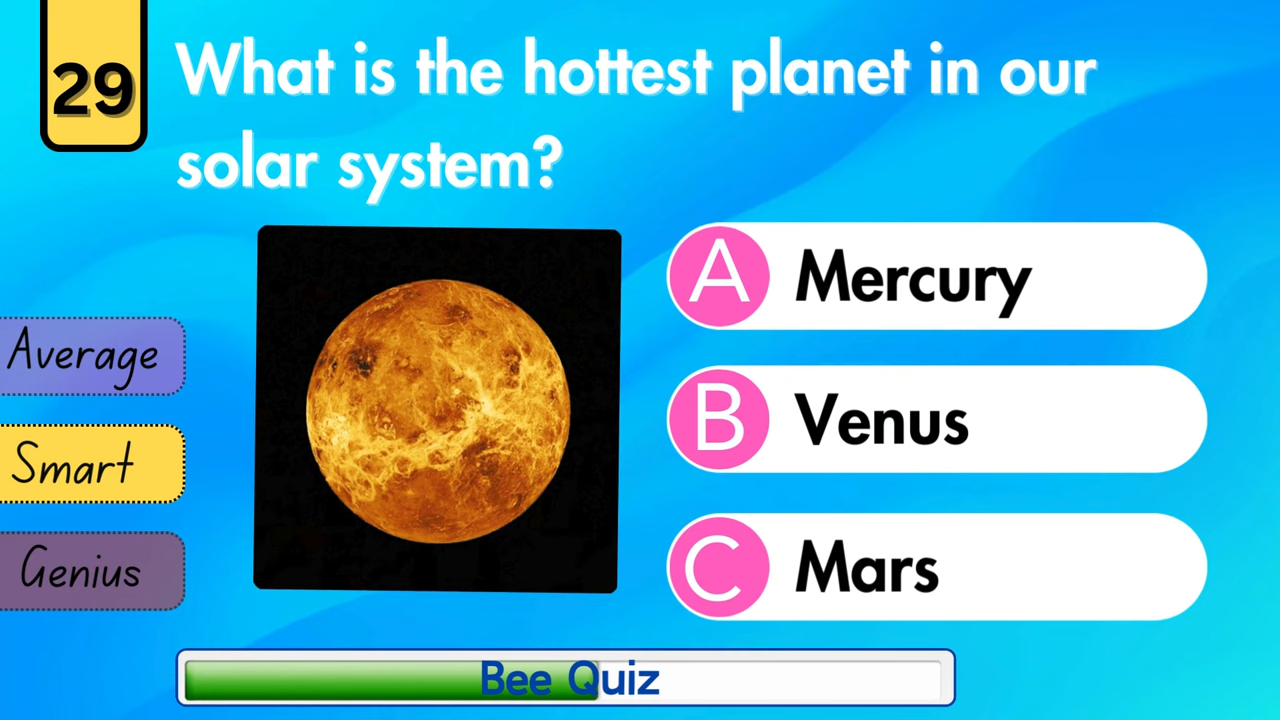 29
What is the hottest planet in our
solar system?
A Mercury
B Venus
C Mars
Average
Smart
Genius
Bee Quiz